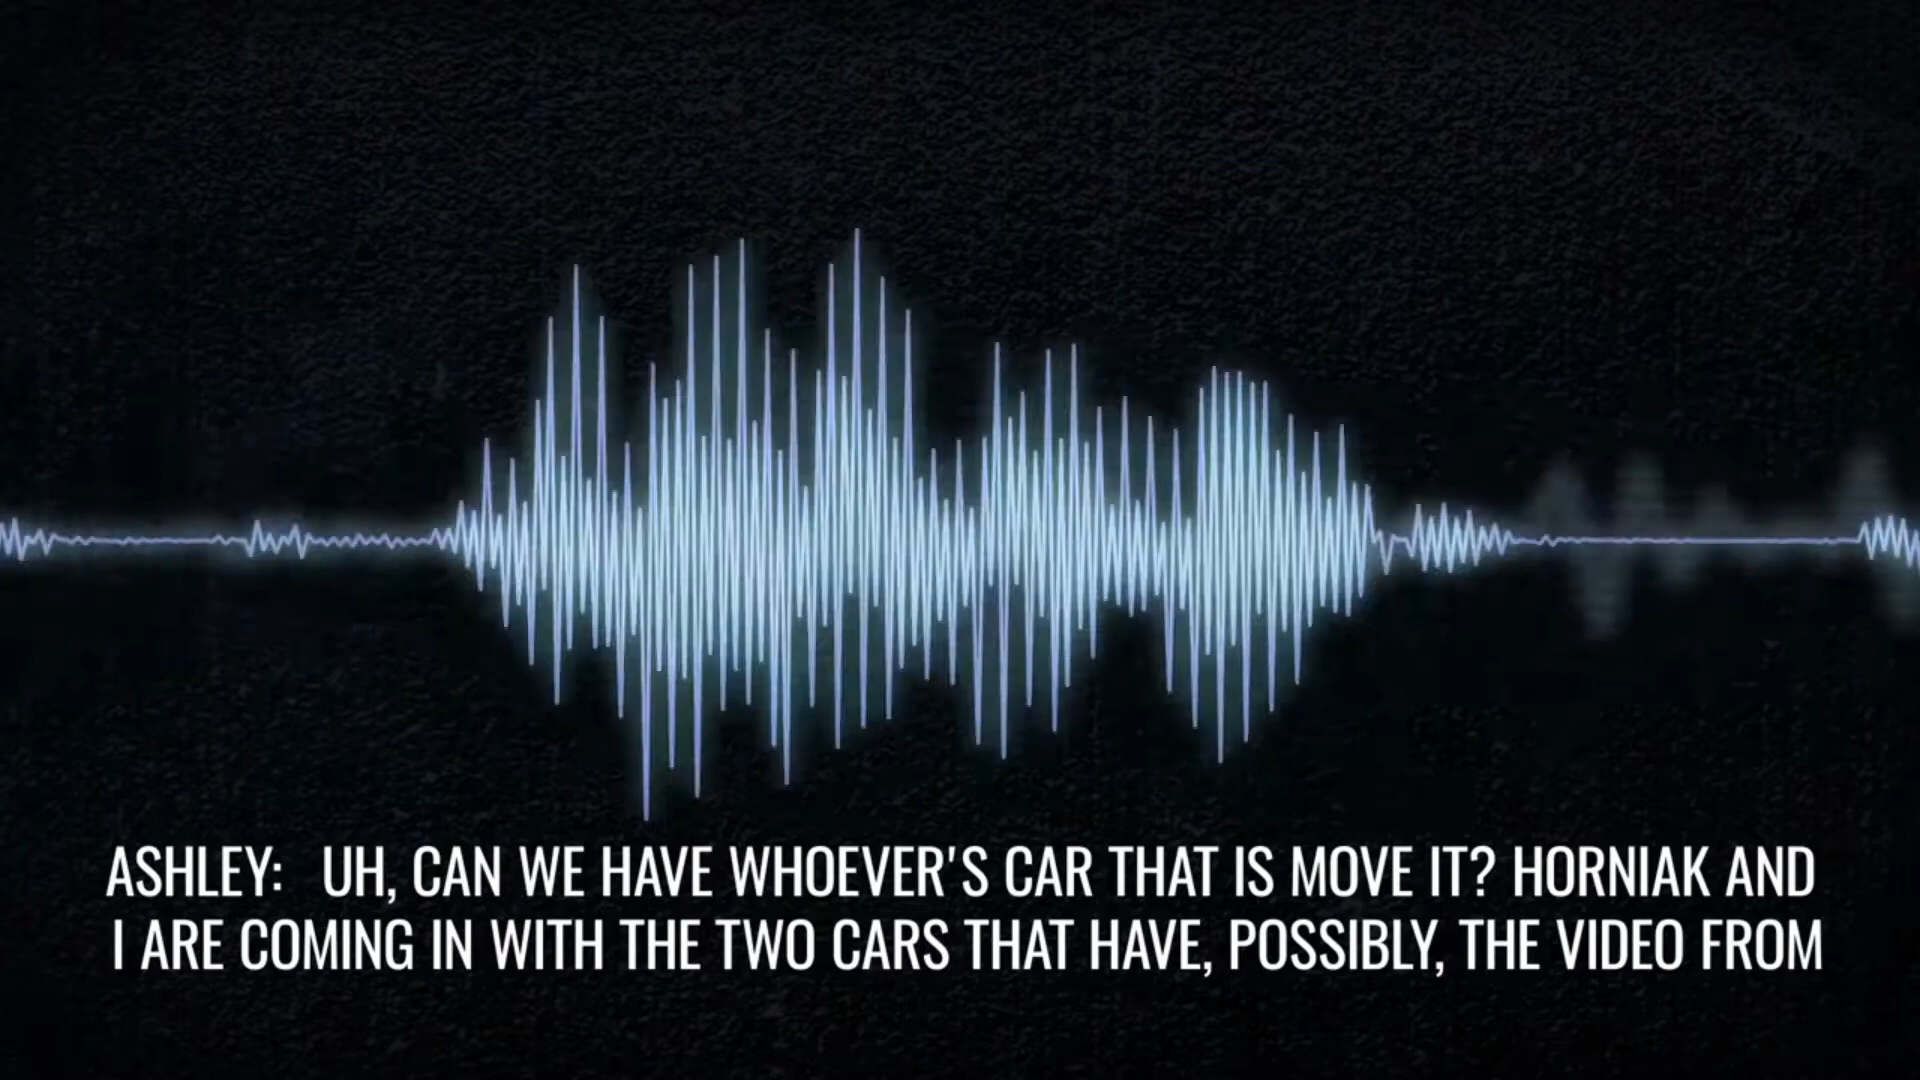 ASHLEY: UH, CAN WE HAVE WHOEVER'S CAR THAT IS MOVE IT? HORNIAK AND
I ARE COMING IN WITH THE TWO CARS THAT HAVE, POSSIBLY, THE VIDEO FROM